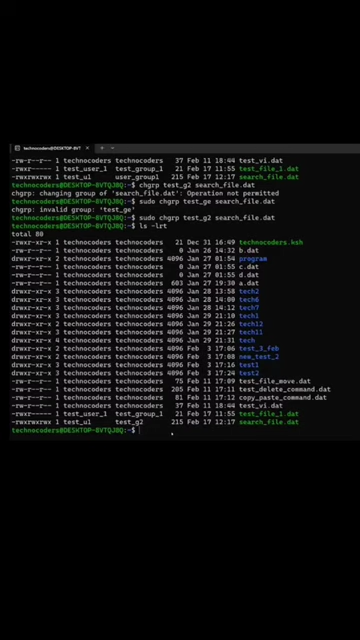 technocoders@DESKTOP-8VT
-rw-r--r-- 1 technocoders technocoders 37 Feb 11 18:44 test_vi.dat
-rw-r--r-- 1 test_user_1 test_group_1 21 Feb 17 11:55 test_file_1.dat
-rwxrwxrwx 1 test_u1 user_group1 215 Feb 17 12:17 search_file.dat
technocoders@DESKTOP-8VTQJ8Q:~$ chgrp test_g2 search_file.dat
chgrp: changing group of 'search_file.dat': Operation not permitted
technocoders@DESKTOP-8VTQJ8Q:~$ sudo chgrp test_ge search_file.dat
chgrp: invalid group: 'test_ge'
technocoders@DESKTOP-8VTQJ8Q:~$ sudo chgrp test_g2 search_file.dat
technocoders@DESKTOP-8VTQJ8Q:~$ ls -lrt
total 80
-rwxr-xr-x 1 technocoders technocoders 21 Dec 31 16:49 technocoders.ksh
-rw-r--r-- 1 technocoders technocoders 0 Jan 26 14:32 b.dat
drwxr-xr-x 2 technocoders technocoders 4096 Jan 27 01:54 program
-rw-r--r-- 1 technocoders technocoders 0 Jan 27 01:55 c.dat
-rw-r--r-- 1 technocoders technocoders 0 Jan 27 01:55 d.dat
-rw-r--r-- 1 technocoders technocoders 603 Jan 27 19:30 a.dat
drwxr-xr-x 2 technocoders technocoders 4096 Jan 28 13:58 tech2
drwxr-xr-x 3 technocoders technocoders 4096 Jan 28 14:12 tech6
drwxr-xr-x 3 technocoders technocoders 4096 Jan 28 14:12 tech7
drwxr-xr-x 3 technocoders technocoders 4096 Jan 29 21:10 tech1
drwxr-xr-x 3 technocoders technocoders 4096 Jan 29 21:21 tech12
drwxr-xr-x 2 technocoders technocoders 4096 Jan 29 21:27 tech11
drwxr-xr-x 4 technocoders technocoders 4096 Jan 29 21:31 tech
drwxr-xr-x 2 technocoders technocoders 4096 Feb 3 17:06 test_3_feb
drwxr-xr-x 2 technocoders technocoders 4096 Feb 3 17:08 new_test_2
drwxr-xr-x 3 technocoders technocoders 4096 Feb 3 17:18 test1
drwxr-xr-x 3 technocoders technocoders 4096 Feb 3 17:24 test2
-rw-r--r-- 1 technocoders technocoders 75 Feb 11 17:09 test_file_move.dat
-rw-r--r-- 1 technocoders technocoders 205 Feb 11 17:11 test_delete_command.dat
-rw-r--r-- 1 technocoders technocoders 81 Feb 11 17:12 copy_paste_command.dat
-rw-r--r-- 1 technocoders technocoders 37 Feb 11 18:44 test_vi.dat
-rw-r--r-- 1 test_user_1 test_group_1 21 Feb 17 11:55 test_file_1.dat
-rwxrwxrwx 1 test_u1 test_g2 215 Feb 17 12:17 search_file.dat
technocoders@DESKTOP-8VTQJ8Q:~$